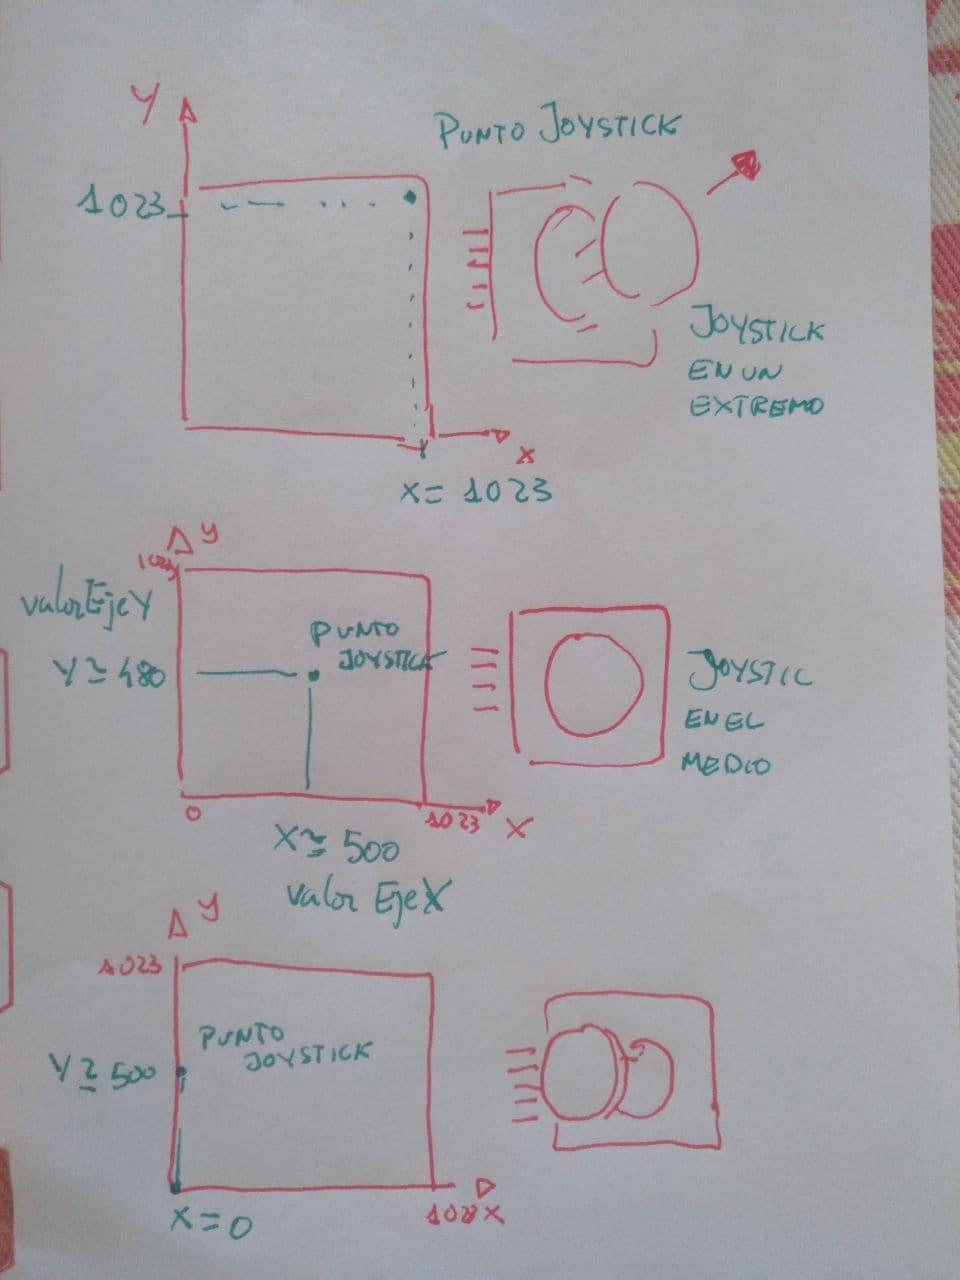 Y
PUNTO JOYSTICK
1023
JOYSTICK
EN UN
EXTREMO
X
X = 1023
Y
1023
valorEjeY
PUNTO
JOYSTICK
Y ≃ 480
JOYSTIC
EN EL
MEDIO
0
1023
X
X ≃ 500
valor EjeX
Y
1023
PUNTO
JOYSTICK
Y ≃ 500
X = 0
X